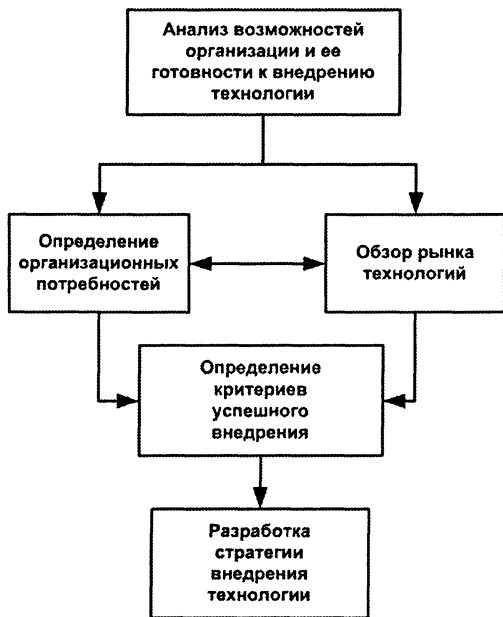 Анализ возможностей
организации и ее
готовности к внедрению
технологии
Определение
организационных
потребностей
Обзор рынка
технологий
Определение
критериев
успешного
внедрения
Разработка
стратегии
внедрения
технологии